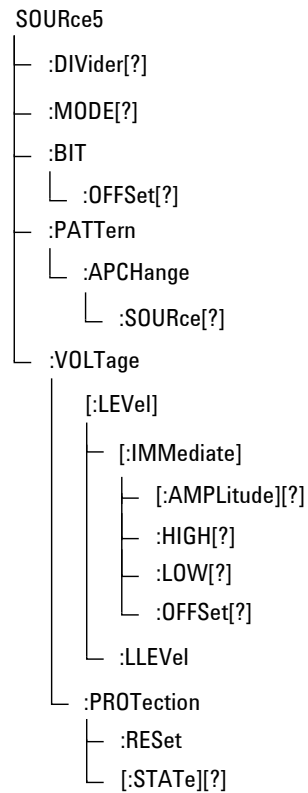 SOURce5
:DIVider[?]
:MODE[?]
:BIT
:OFFSet[?]
:PATTern
:APCHange
:SOURce[?]
:VOLTage
[:LEVel]
[:IMMediate]
[:AMPLitude][?]
:HIGH[?]
:LOW[?]
:OFFSet[?]
:LLEVel
:PROTection
:RESet
[:STATe][?]